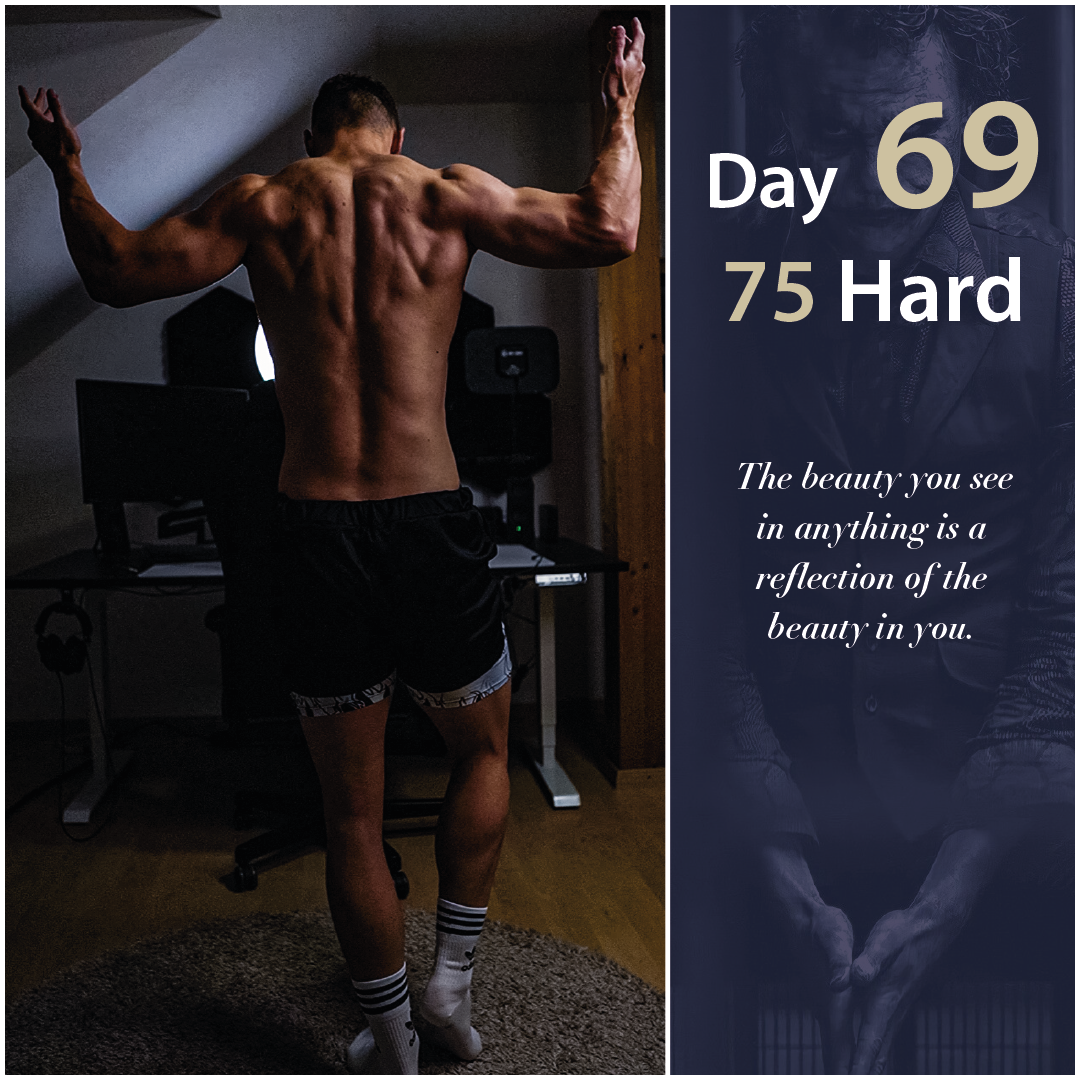 Day 69
75 Hard
The beauty you see
in anything is a
reflection of the
beauty in you.